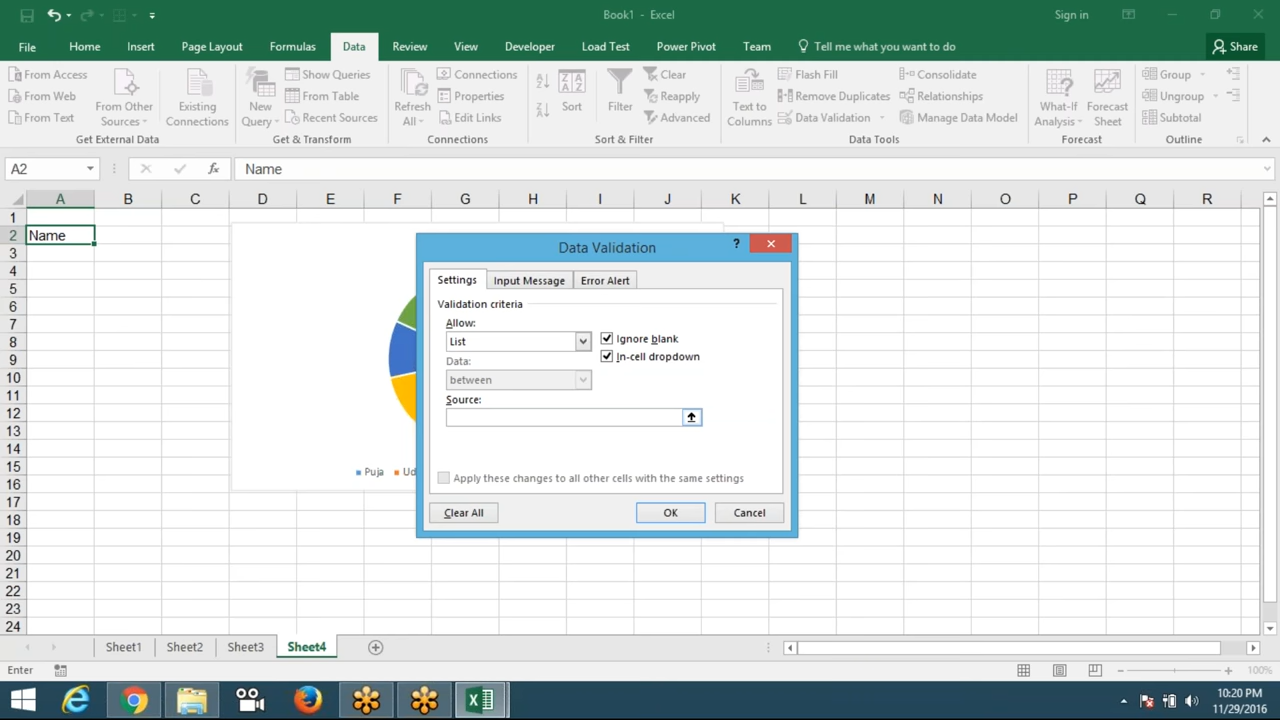 Book1 - Excel
Sign in
File Home Insert Page Layout Formulas Data Review View Developer Load Test Power Pivot Team Tell me what you want to do Share
From Access
From Web
From Text
From Other Sources
Existing Connections
Get External Data
New Query
Show Queries
From Table
Recent Sources
Get & Transform
Refresh All
Connections
Properties
Edit Links
Connections
Sort
Filter
Clear
Reapply
Advanced
Sort & Filter
Text to Columns
Flash Fill
Remove Duplicates
Data Validation
Consolidate
Relationships
Manage Data Model
Data Tools
What-If Analysis
Forecast Sheet
Forecast
Group
Ungroup
Subtotal
Outline
A2 fx Name
A B C D E F G H I J K L M N O P Q R
1
2 Name
3
4
5
6
7
8
9
10
11
12
13
14
15
16
17
18
19
20
21
22
23
24
Puja
Data Validation ?
Settings Input Message Error Alert
Validation criteria
Allow:
List
Ignore blank
In-cell dropdown
Data:
between
Source:
Apply these changes to all other cells with the same settings
Clear All OK Cancel
Sheet1 Sheet2 Sheet3 Sheet4
Enter 100%
10:20 PM
11/29/2016